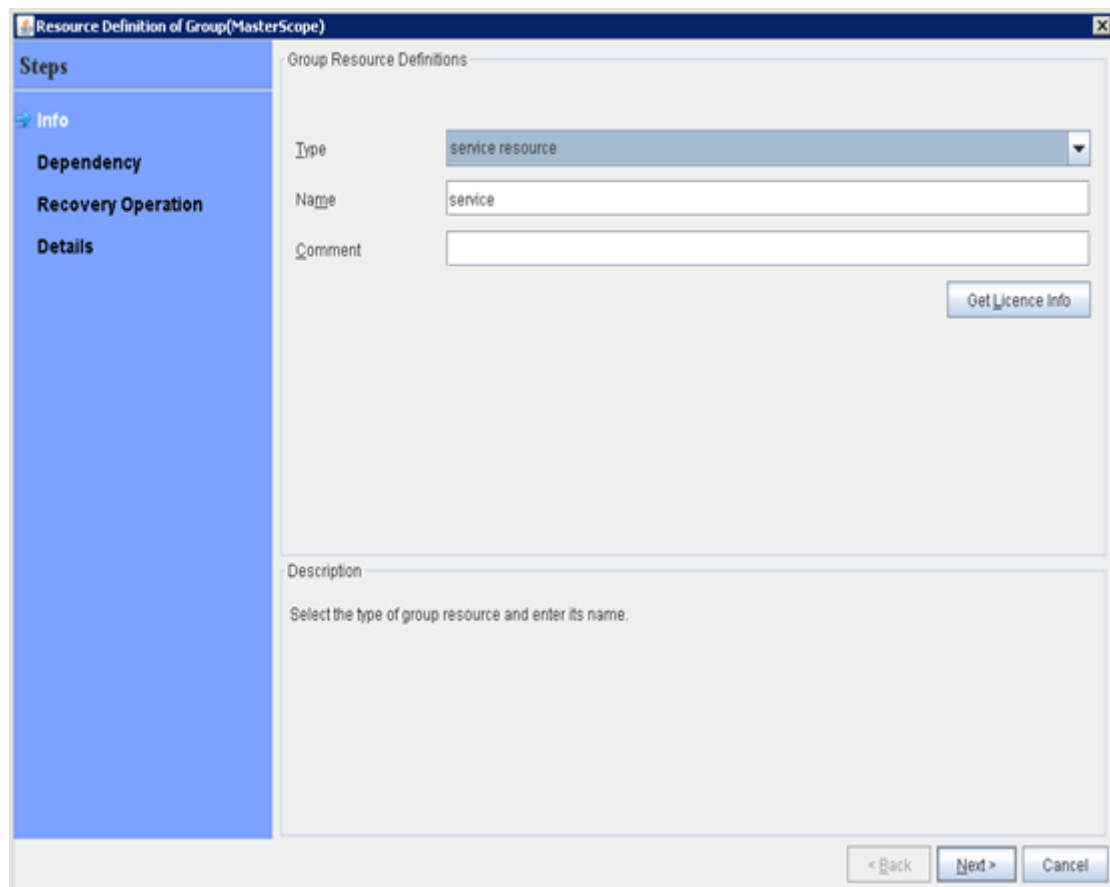 Resource Definition of Group(MasterScope)
Steps
Info
Dependency
Recovery Operation
Details
Group Resource Definitions
Type
service resource
Name
service
Comment
Get Licence Info
Description
Select the type of group resource and enter its name.
< Back
Next >
Cancel